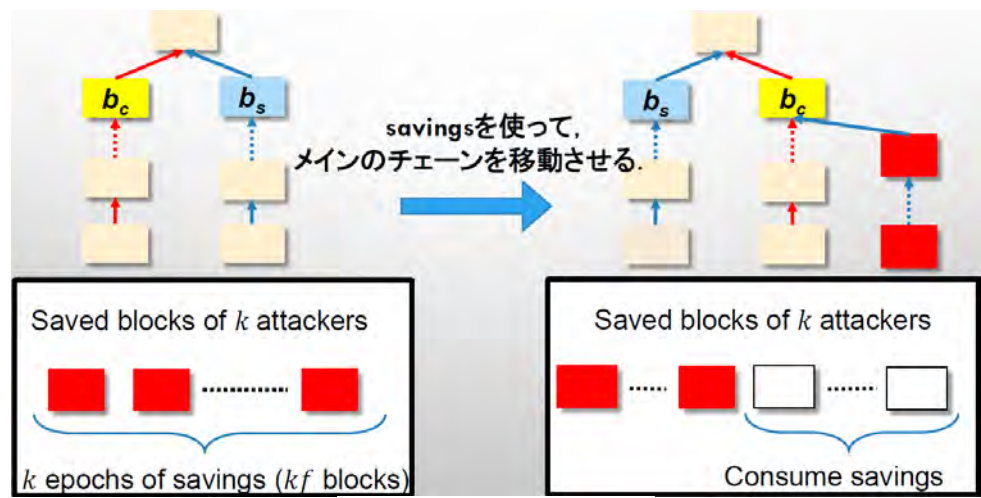 b_c
b_s
savingsを使って,
メインのチェーンを移動させる.
b_s
b_c
Saved blocks of k attackers
k epochs of savings (kf blocks)
Saved blocks of k attackers
Consume savings